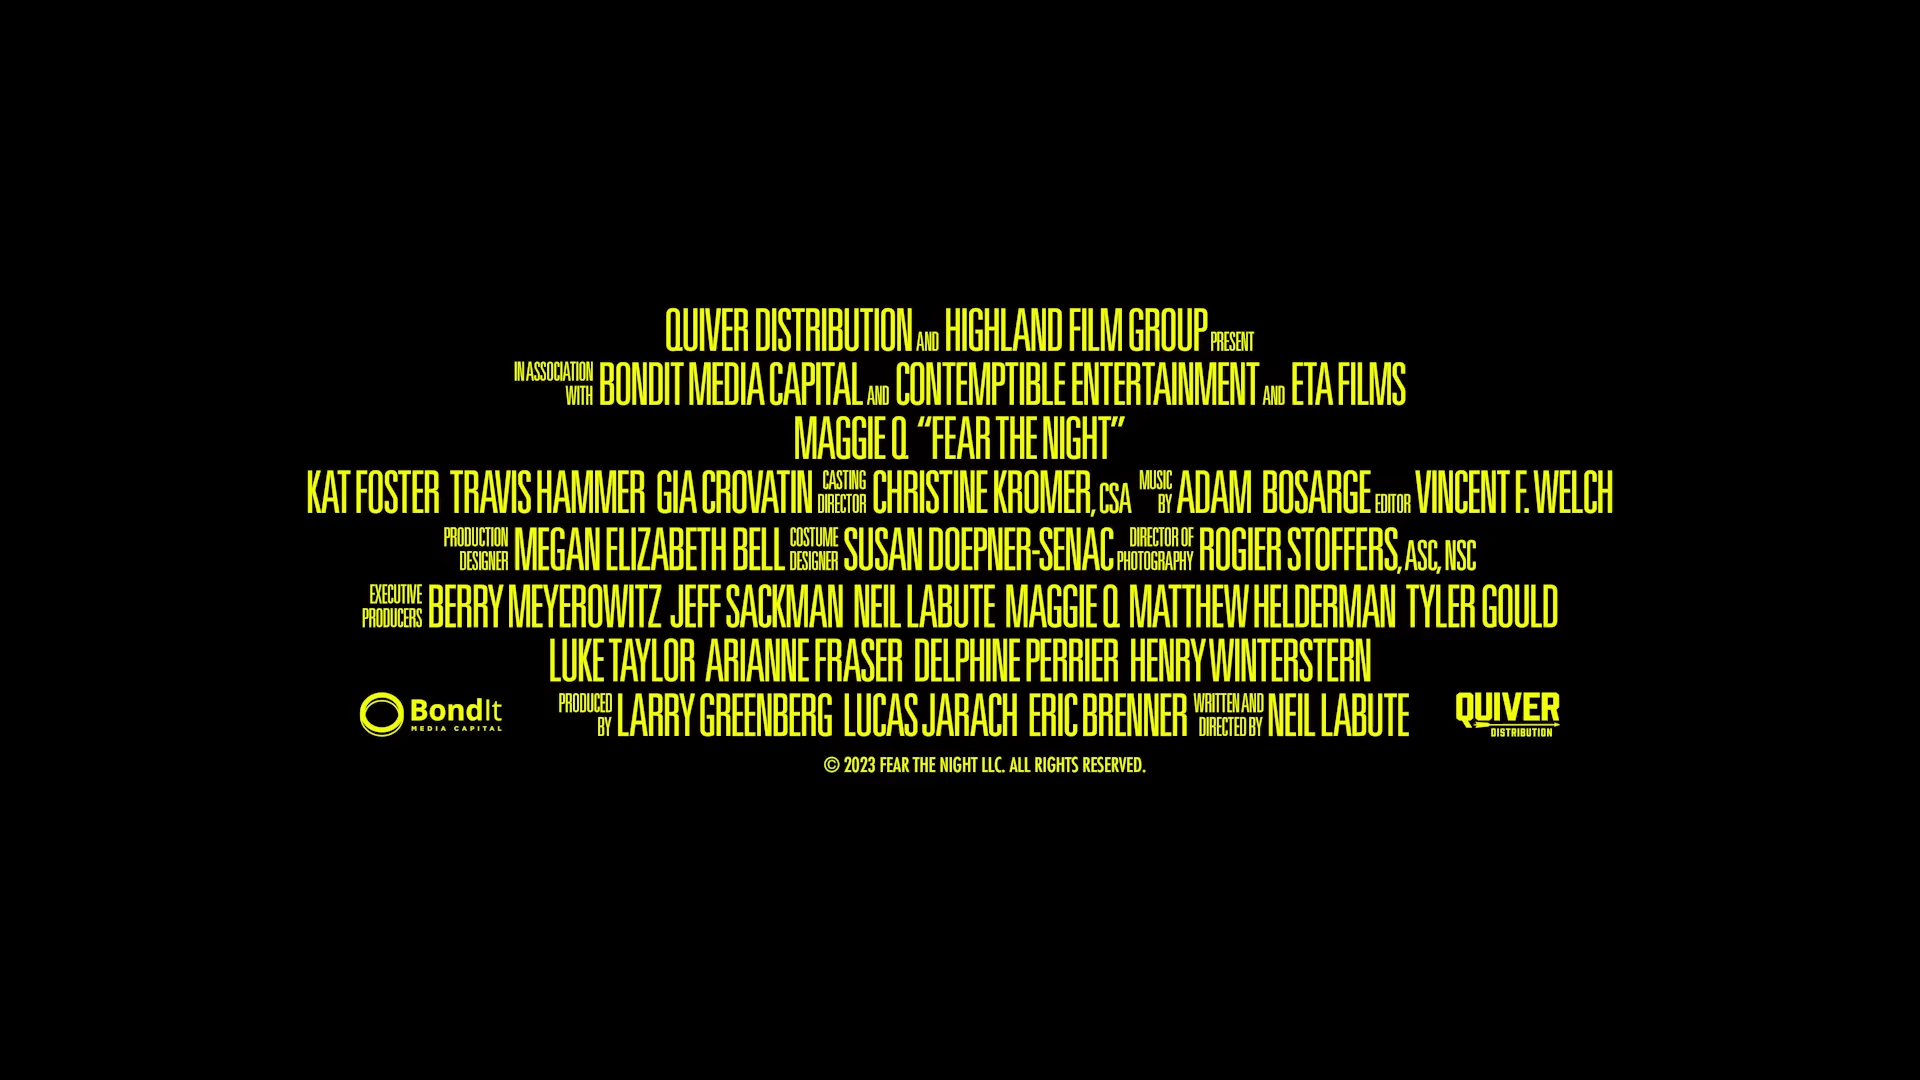 QUIVER DISTRIBUTION AND HIGHLAND FILM GROUP PRESENT
IN ASSOCIATION WITH BONDIT MEDIA CAPITAL AND CONTEMPTIBLE ENTERTAINMENT AND ETA FILMS
MAGGIE Q “FEAR THE NIGHT”
KAT FOSTER TRAVIS HAMMER GIA CROVATIN CASTING DIRECTOR CHRISTINE KROMER, CSA MUSIC BY ADAM BOSARGE EDITOR VINCENT F. WELCH
PRODUCTION DESIGNER MEGAN ELIZABETH BELL COSTUME DESIGNER SUSAN DOEPNER-SENAC DIRECTOR OF PHOTOGRAPHY ROGIER STOFFERS, ASC, NSC
EXECUTIVE PRODUCERS BERRY MEYEROWITZ JEFF SACKMAN NEIL LABUTE MAGGIE Q MATTHEW HELDERMAN TYLER GOULD
LUKE TAYLOR ARIANNE FRASER DELPHINE PERRIER HENRY WINTERSTERN
BondIt MEDIA CAPITAL PRODUCED BY LARRY GREENBERG LUCAS JARACH ERIC BRENNER WRITTEN AND DIRECTED BY NEIL LABUTE QUIVER DISTRIBUTION
© 2023 FEAR THE NIGHT LLC. ALL RIGHTS RESERVED.